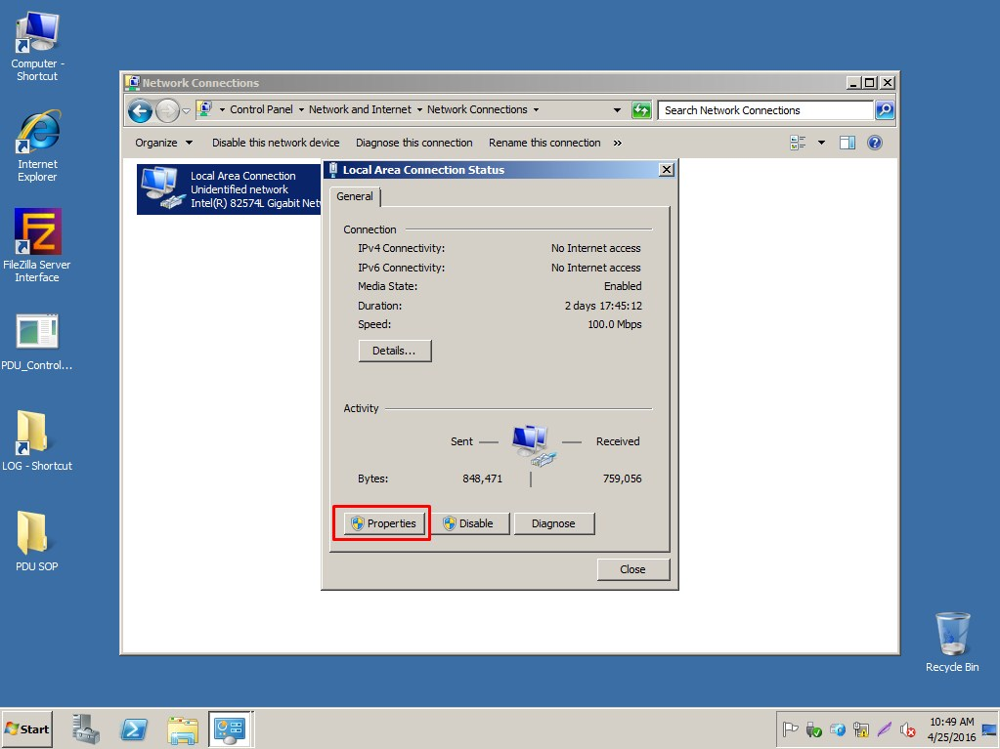 Computer -
Shortcut
Internet
Explorer
FileZilla Server
Interface
PDU_Control...
LOG - Shortcut
PDU SOP
Network Connections
Control Panel Network and Internet Network Connections
Search Network Connections
Organize Disable this network device Diagnose this connection Rename this connection »
Local Area Connection
Unidentified network
Intel(R) 82574L Gigabit Net
Local Area Connection Status
General
Connection
IPv4 Connectivity: No Internet access
IPv6 Connectivity: No Internet access
Media State: Enabled
Duration: 2 days 17:45:12
Speed: 100.0 Mbps
Details...
Activity
Sent Received
Bytes: 848,471 759,056
Properties Disable Diagnose
Close
Recycle Bin
Start
10:49 AM
4/25/2016